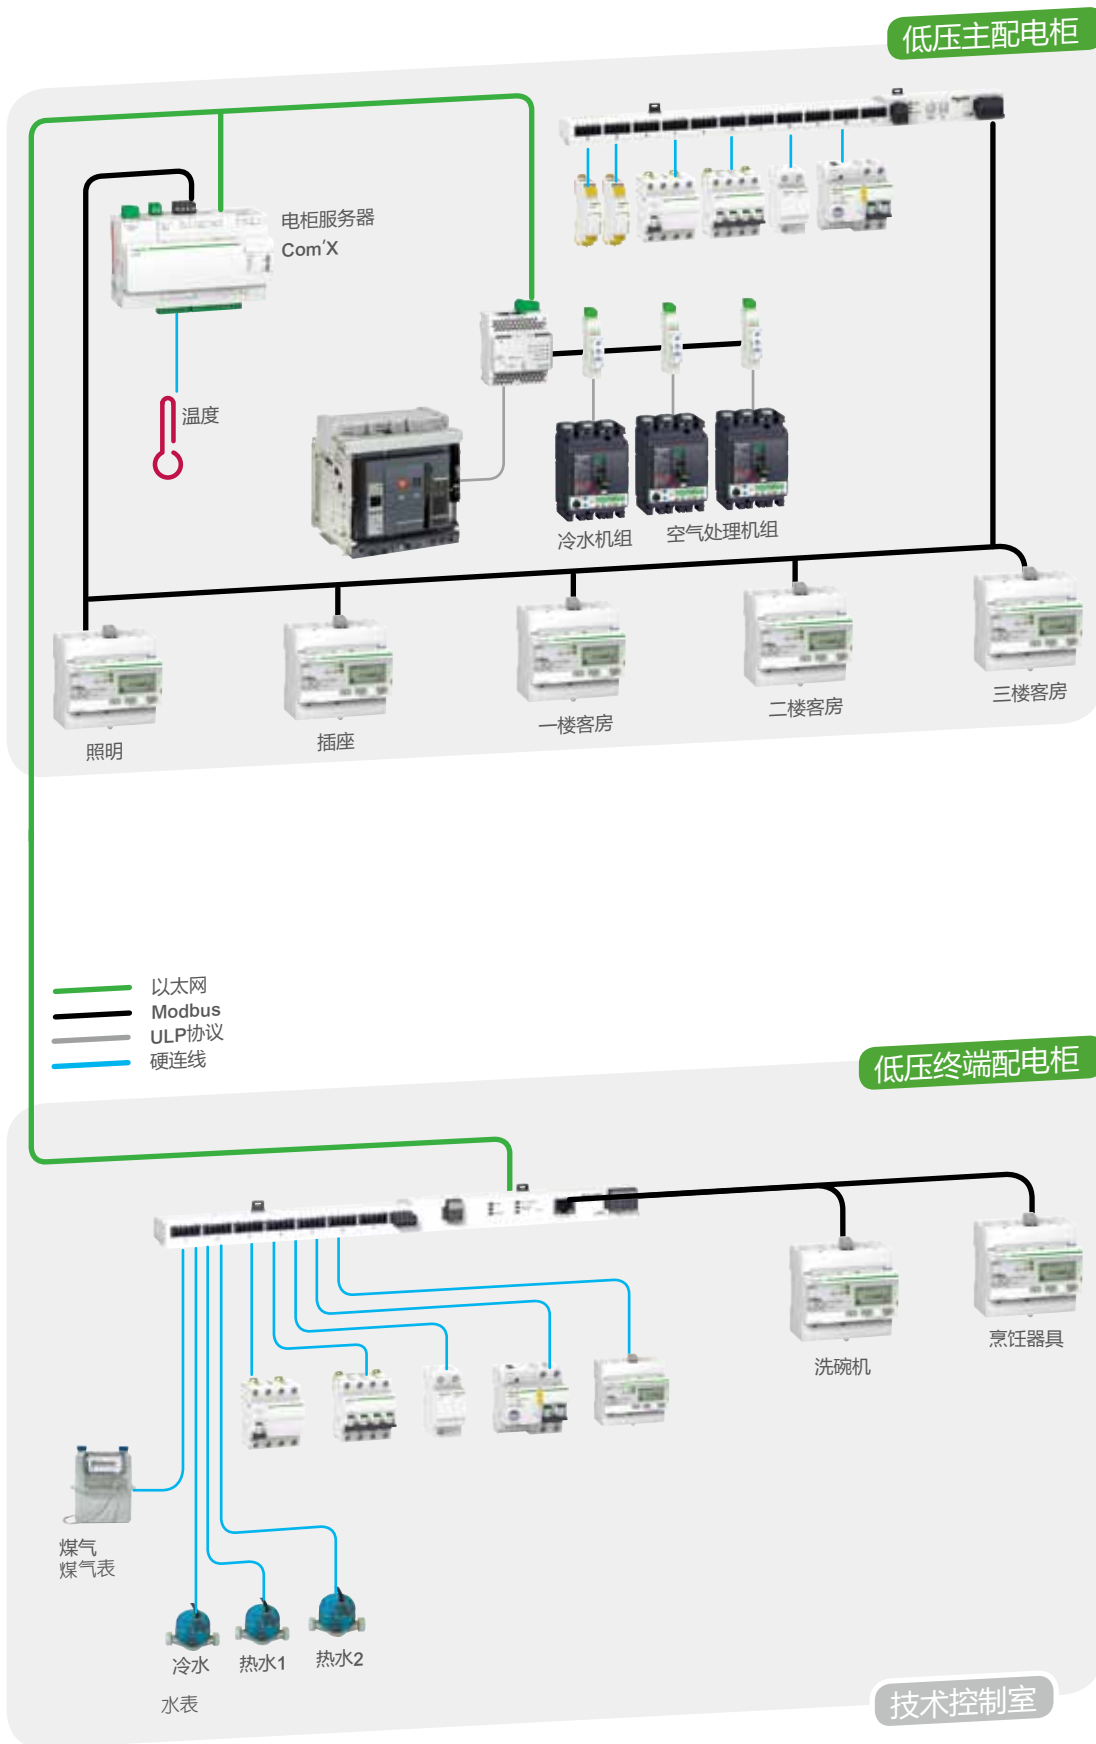 低压主配电柜
电柜服务器
Com'X
温度
冷水机组
空气处理机组
照明
插座
一楼客房
二楼客房
三楼客房
以太网
Modbus
ULP协议
硬连线
低压终端配电柜
洗碗机
烹饪器具
煤气
煤气表
冷水
热水1
热水2
水表
技术控制室